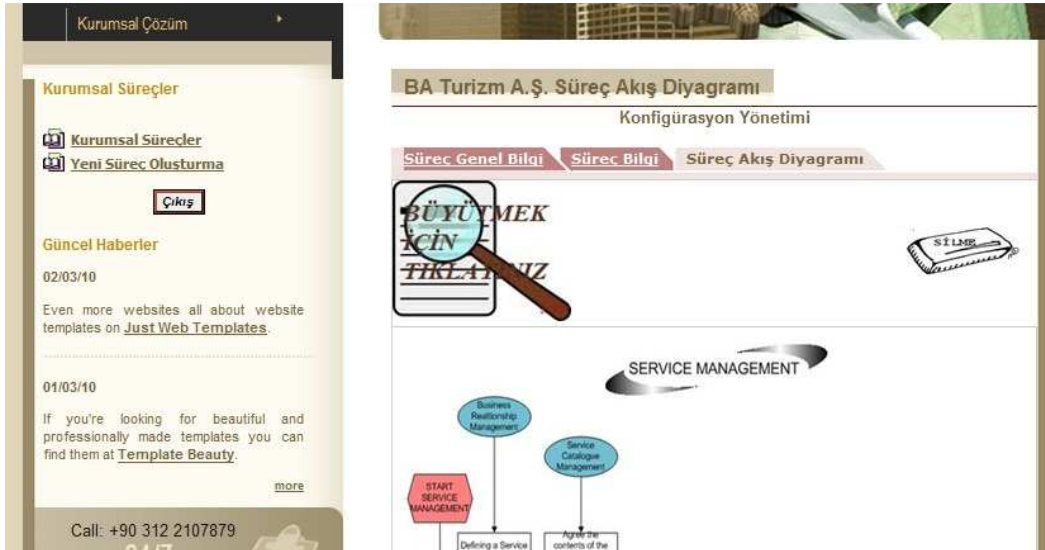 Kurumsal Çözüm
Kurumsal Süreçler
Kurumsal Süreçler
Yeni Süreç Oluşturma
Çıkış
Güncel Haberler
02/03/10
Even more websites all about website
templates on Just Web Templates.
01/03/10
If you're looking for beautiful and
professionally made templates you can
find them at Template Beauty.
more
Call: +90 312 2107879
24/7
BA Turizm A.Ş. Süreç Akış Diyagramı
Konfigürasyon Yönetimi
Süreç Genel Bilgi
Süreç Bilgi
Süreç Akış Diyagramı
BÜYÜTMEK
İCİN
TIKLAYINIZ
SİLME
SERVICE MANAGEMENT
Business
Realtionship
Management
Service
Catalogue
Management
START
SERVICE
MANAGEMENT
Defining a Service
Agree the
contents of the